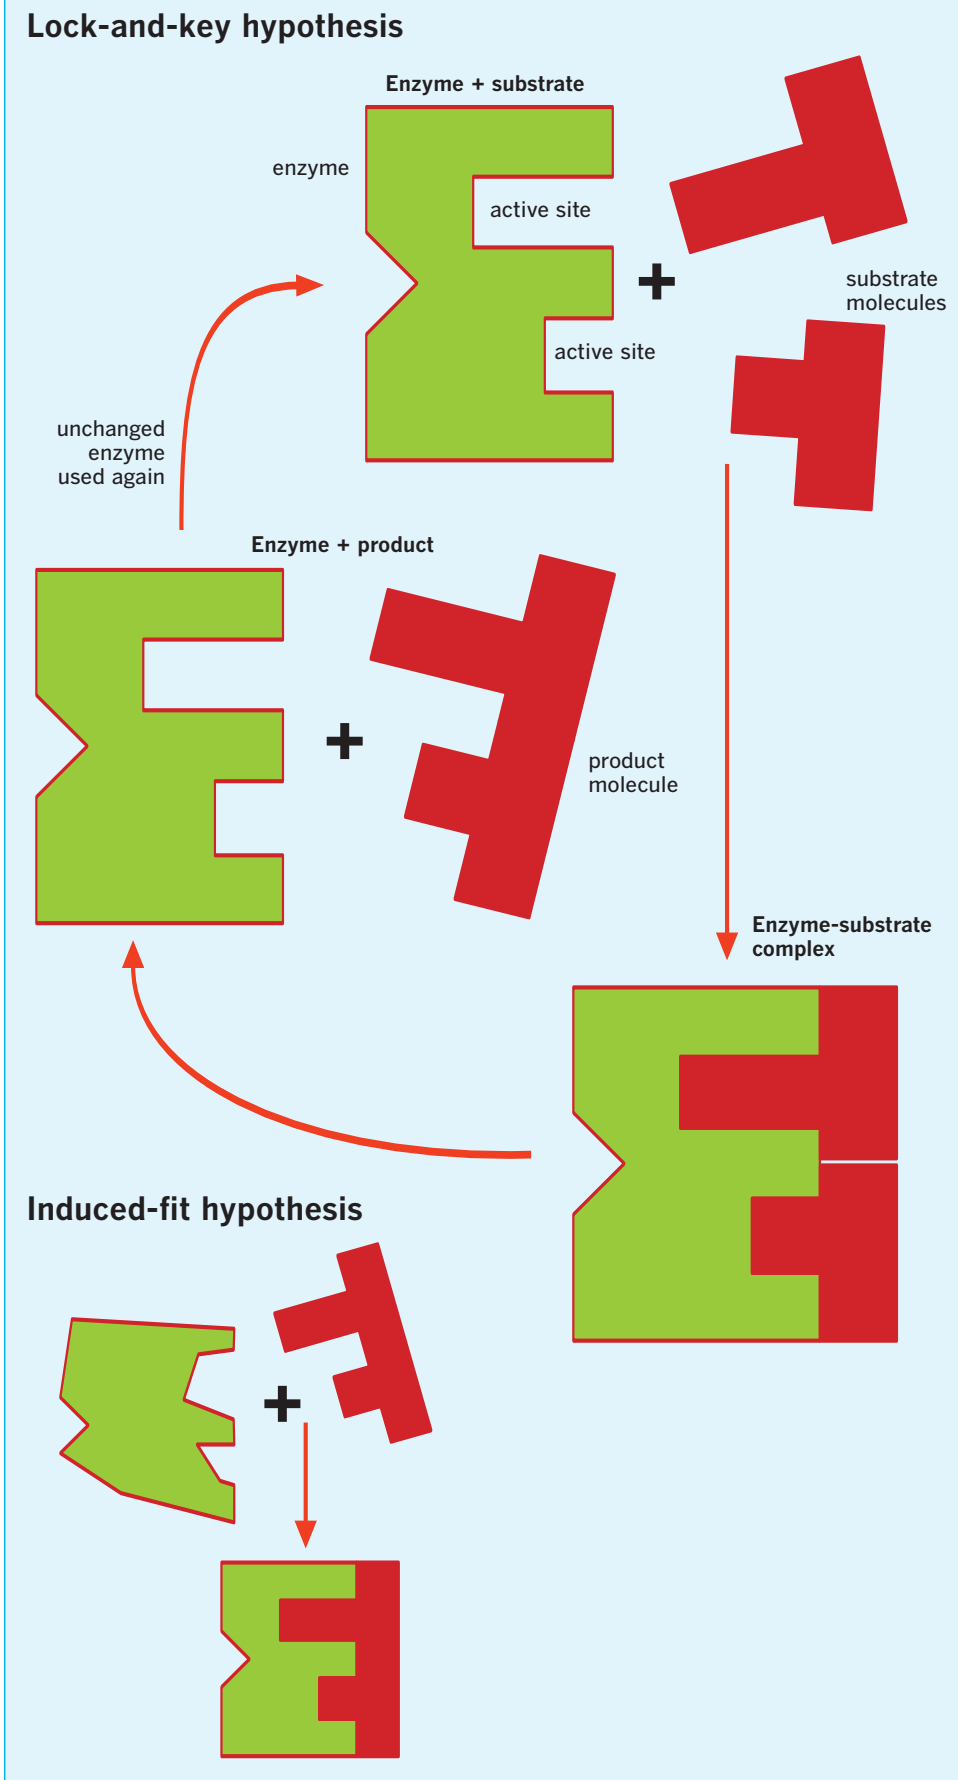 Lock-and-key hypothesis
Enzyme + substrate
enzyme
active site
+
substrate
molecules
active site
unchanged
enzyme
used again
Enzyme + product
+
product
molecule
Enzyme-substrate
complex
Induced-fit hypothesis
+